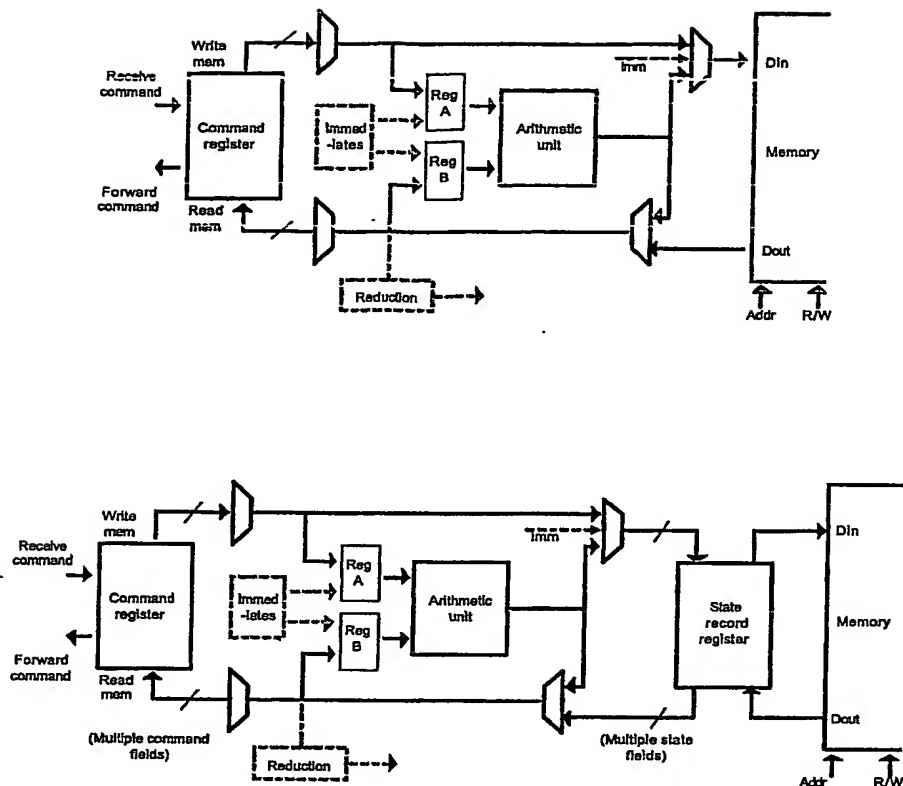 Write
mem
Receive
command
Command
register
Forward
command
Read
mem
Immed
-iates
Reg
A
Reg
B
Arithmetic
unit
Imm
Reduction
Din
Memory
Dout
Addr
R/W
Write
mem
Receive
command
Command
register
Forward
command
Read
mem
(Multiple command
fields)
Immed
-iates
Reg
A
Reg
B
Arithmetic
unit
Imm
Reduction
State
record
register
(Multiple state
fields)
Din
Memory
Dout
Addr
R/W